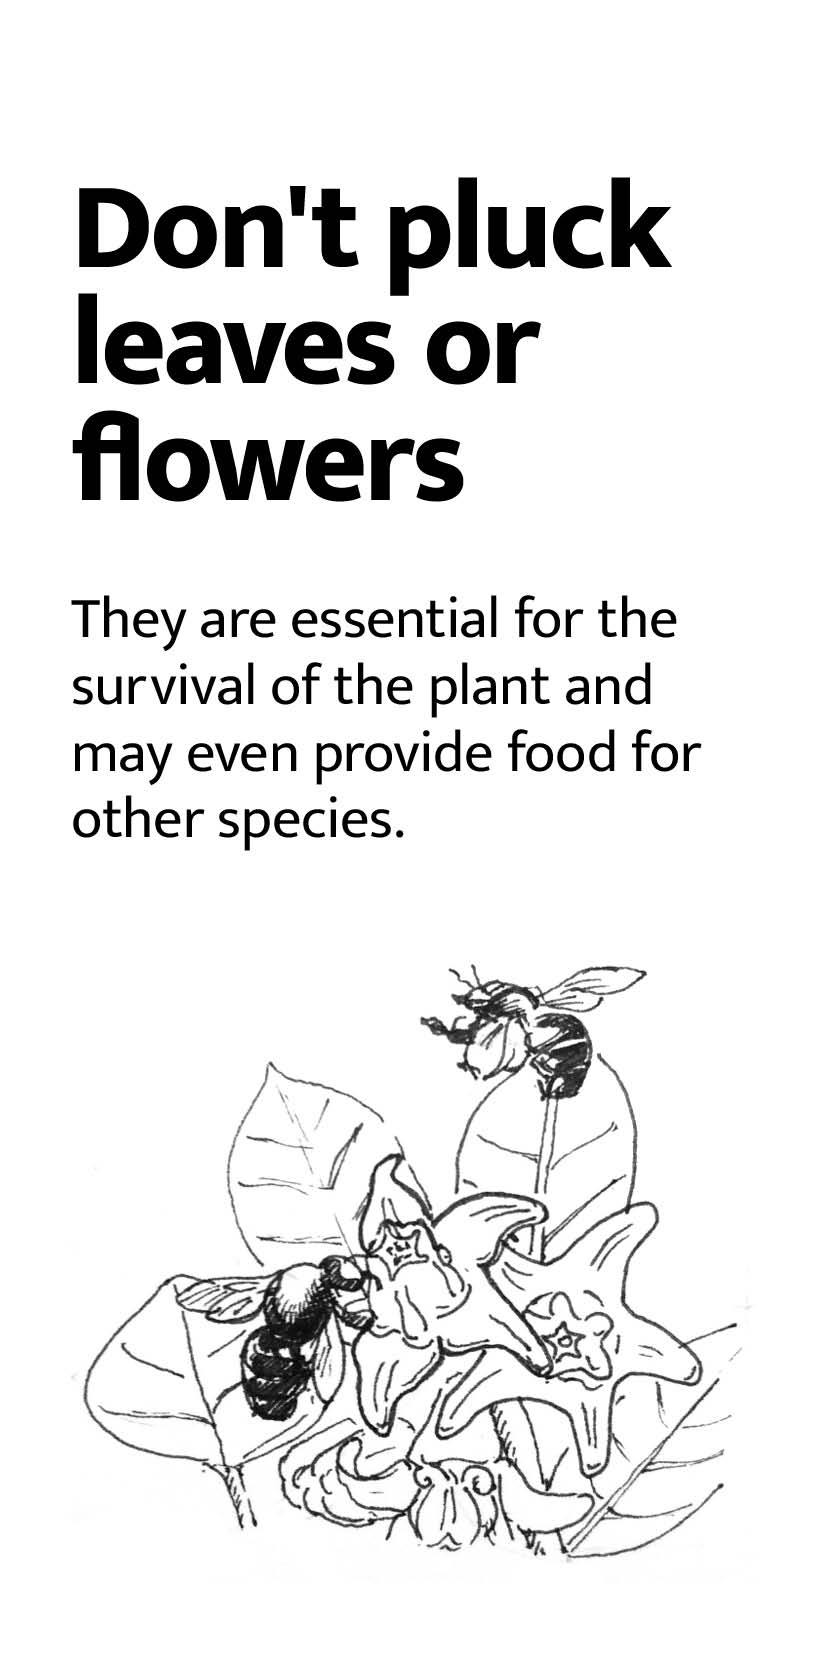 Don't pluck
leaves or
flowers
They are essential for the
survival of the plant and
may even provide food for
other species.